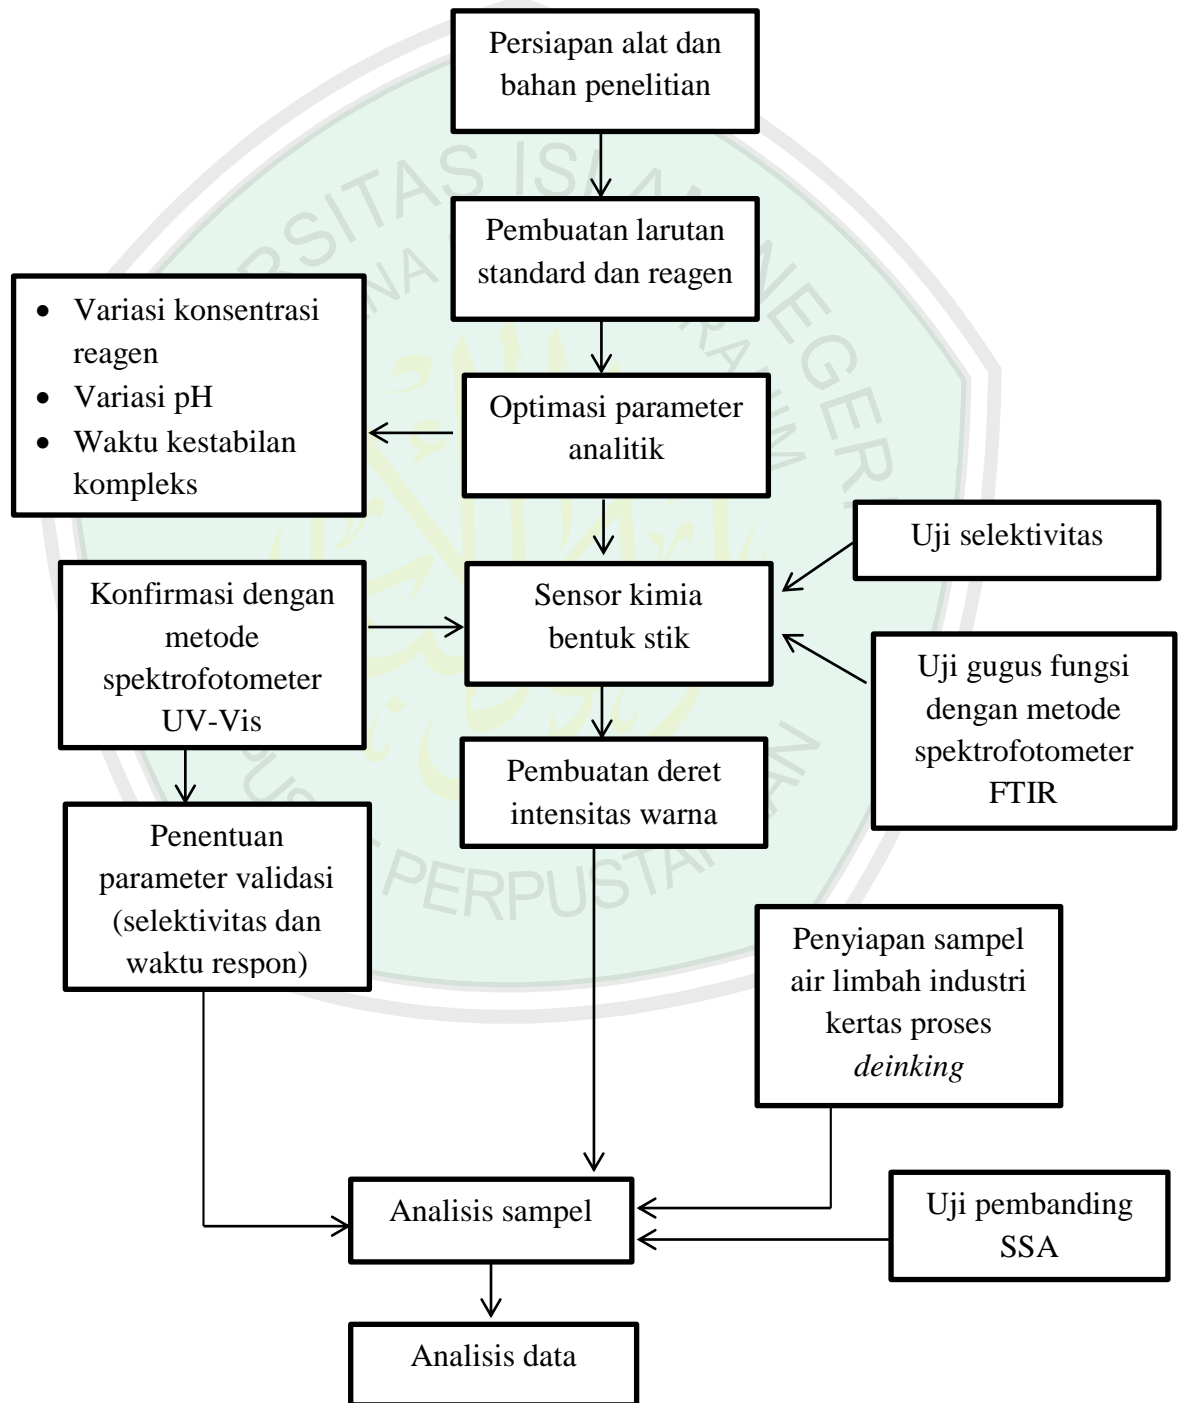 Persiapan alat dan
bahan penelitian
Pembuatan larutan
standard dan reagen
• Variasi konsentrasi
reagen
• Variasi pH
• Waktu kestabilan
kompleks
Optimasi parameter
analitik
Uji selektivitas
Konfirmasi dengan
metode
spektrofotometer
UV-Vis
Sensor kimia
bentuk stik
Uji gugus fungsi
dengan metode
spektrofotometer
FTIR
Pembuatan deret
intensitas warna
Penentuan
parameter validasi
(selektivitas dan
waktu respon)
Penyiapan sampel
air limbah industri
kertas proses
deinking
Analisis sampel
Uji pembanding
SSA
Analisis data